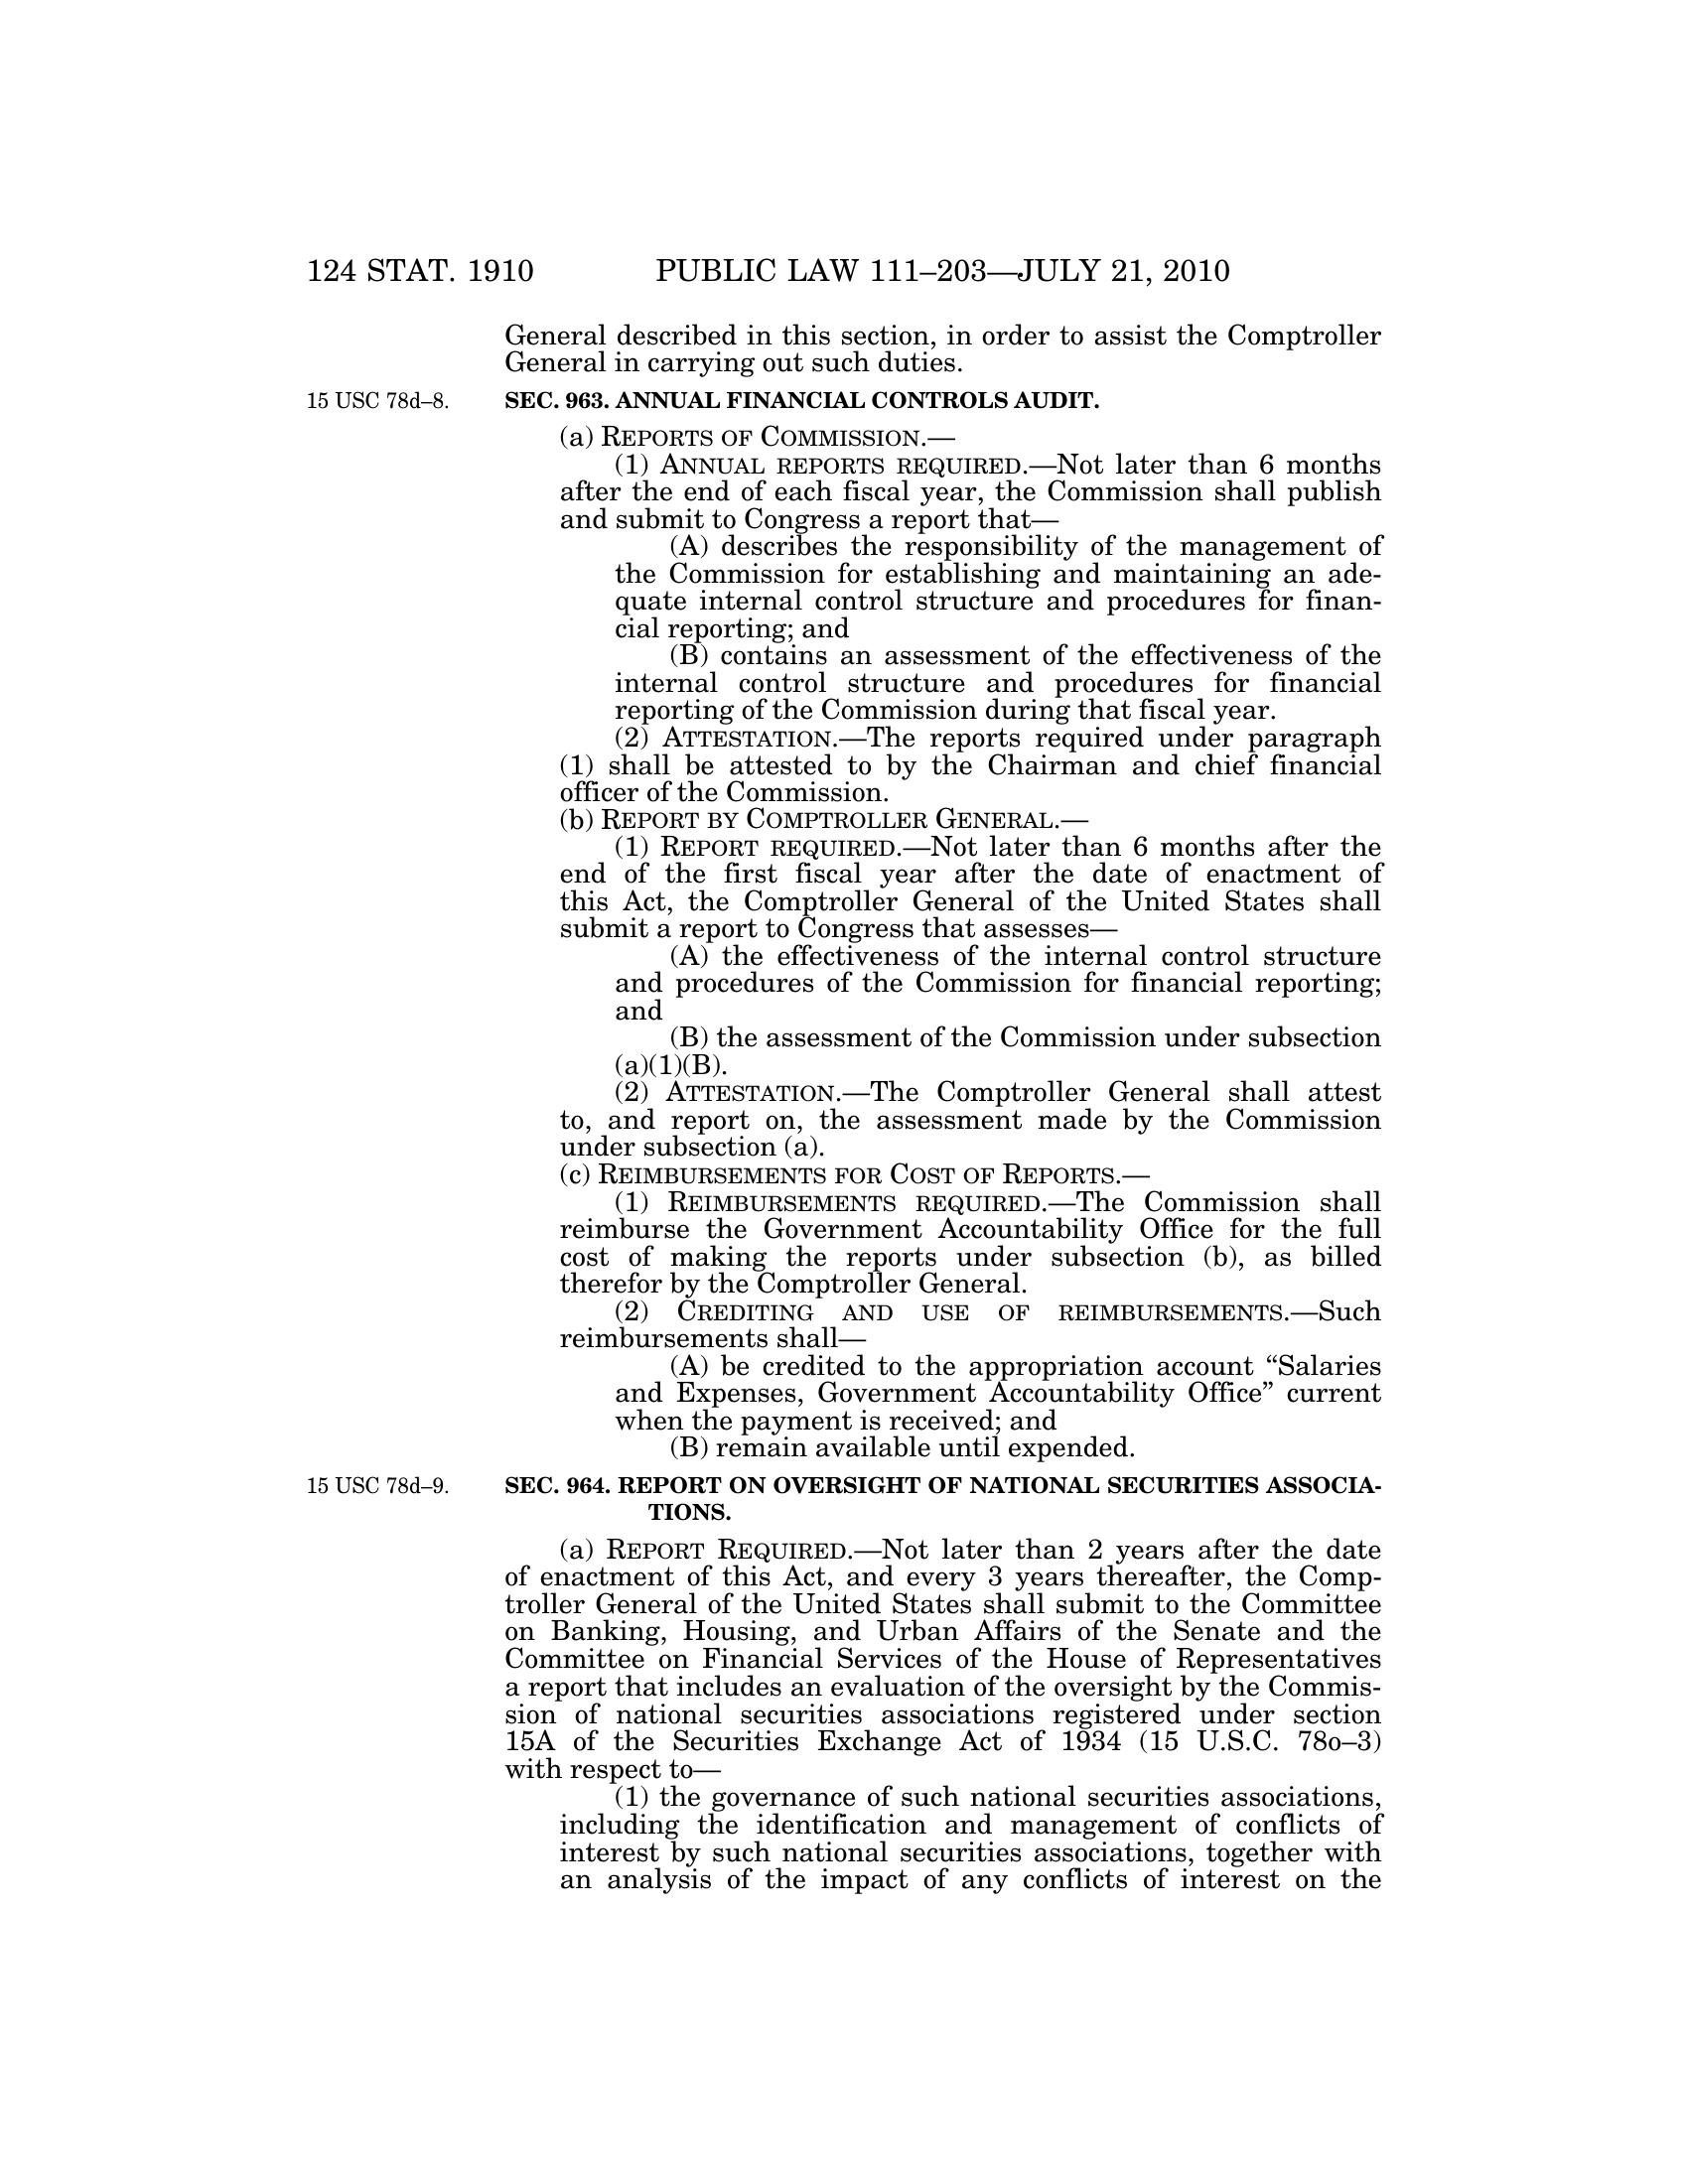 124 STAT. 1910 PUBLIC LAW 111–203—JULY 21, 2010
General described in this section, in order to assist the Comptroller
General in carrying out such duties.
15 USC 78d–8. SEC. 963. ANNUAL FINANCIAL CONTROLS AUDIT.
(a) REPORTS OF COMMISSION.—
(1) ANNUAL REPORTS REQUIRED.—Not later than 6 months
after the end of each fiscal year, the Commission shall publish
and submit to Congress a report that—
(A) describes the responsibility of the management of
the Commission for establishing and maintaining an ade-
quate internal control structure and procedures for finan-
cial reporting; and
(B) contains an assessment of the effectiveness of the
internal control structure and procedures for financial
reporting of the Commission during that fiscal year.
(2) ATTESTATION.—The reports required under paragraph
(1) shall be attested to by the Chairman and chief financial
officer of the Commission.
(b) REPORT BY COMPTROLLER GENERAL.—
(1) REPORT REQUIRED.—Not later than 6 months after the
end of the first fiscal year after the date of enactment of
this Act, the Comptroller General of the United States shall
submit a report to Congress that assesses—
(A) the effectiveness of the internal control structure
and procedures of the Commission for financial reporting;
and
(B) the assessment of the Commission under subsection
(a)(1)(B).
(2) ATTESTATION.—The Comptroller General shall attest
to, and report on, the assessment made by the Commission
under subsection (a).
(c) REIMBURSEMENTS FOR COST OF REPORTS.—
(1) REIMBURSEMENTS REQUIRED.—The Commission shall
reimburse the Government Accountability Office for the full
cost of making the reports under subsection (b), as billed
therefor by the Comptroller General.
(2) CREDITING AND USE OF REIMBURSEMENTS.—Such
reimbursements shall—
(A) be credited to the appropriation account “Salaries
and Expenses, Government Accountability Office” current
when the payment is received; and
(B) remain available until expended.
15 USC 78d–9. SEC. 964. REPORT ON OVERSIGHT OF NATIONAL SECURITIES ASSOCIA-
TIONS.
(a) REPORT REQUIRED.—Not later than 2 years after the date
of enactment of this Act, and every 3 years thereafter, the Comp-
troller General of the United States shall submit to the Committee
on Banking, Housing, and Urban Affairs of the Senate and the
Committee on Financial Services of the House of Representatives
a report that includes an evaluation of the oversight by the Commis-
sion of national securities associations registered under section
15A of the Securities Exchange Act of 1934 (15 U.S.C. 78o–3)
with respect to—
(1) the governance of such national securities associations,
including the identification and management of conflicts of
interest by such national securities associations, together with
an analysis of the impact of any conflicts of interest on the